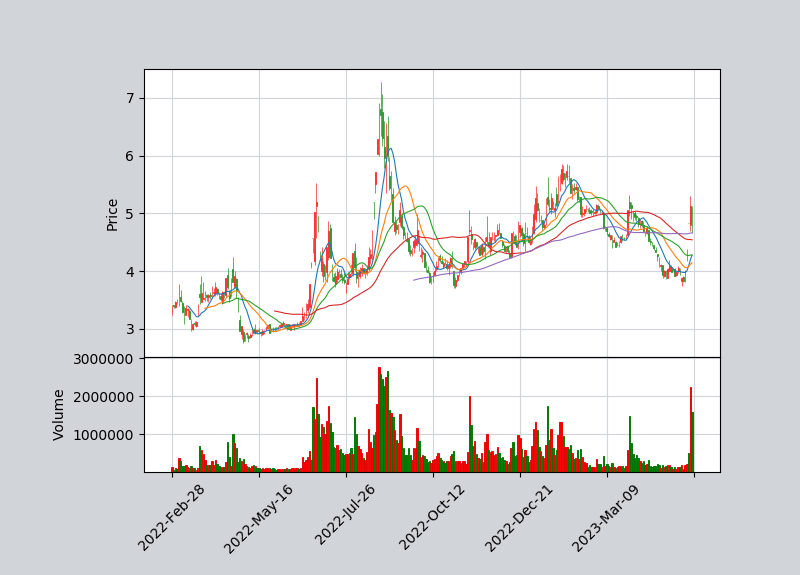 7
6
5
4
3
Price
3000000
2000000
1000000
Volume
2022-Feb-28
2022-May-16
2022-Jul-26
2022-Oct-12
2022-Dec-21
2023-Mar-09